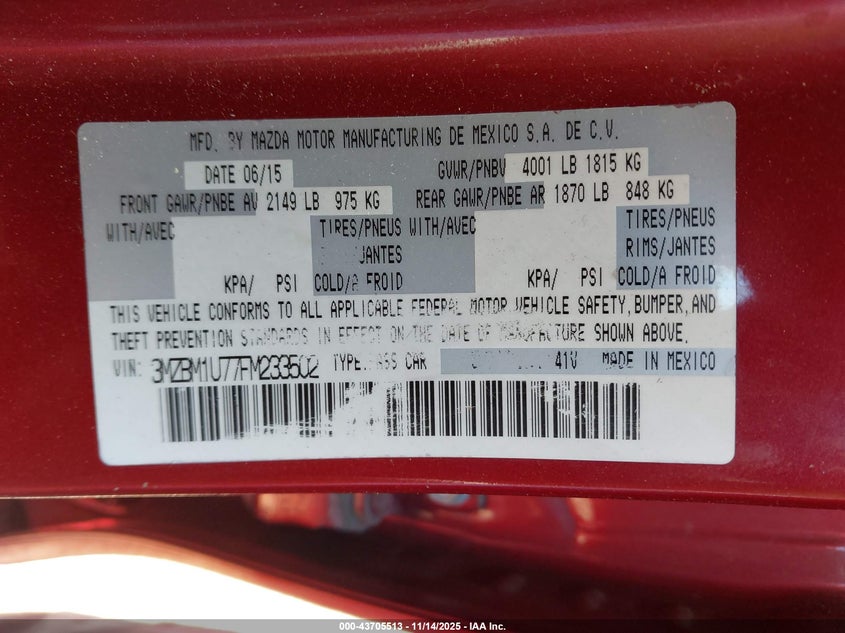 MFD. BY MAZDA MOTOR MANUFACTURING DE MEXICO S.A. DE C.V.
DATE 06/15 GVWR/PNBV 4001 LB 1815 KG
FRONT GAWR/PNBE AV 2149 LB 975 KG REAR GAWR/PNBE AR 1870 LB 848 KG
WITH/AVEC TIRES/PNEUS WITH/AVEC TIRES/PNEUS
JANTES RIMS/JANTES
KPA/ PSI COLD/A FROID KPA/ PSI COLD/A FROID
THIS VEHICLE CONFORMS TO ALL APPLICABLE FEDERAL MOTOR VEHICLE SAFETY, BUMPER, AND
THEFT PREVENTION STANDARDS IN EFFECT ON THE DATE OF MANUFACTURE SHOWN ABOVE.
VIN: 3MZBM1U77FM233502 TYPE: CAR 41V MADE IN MEXICO
000-43705513 - 11/14/2025 - © IAA Inc.